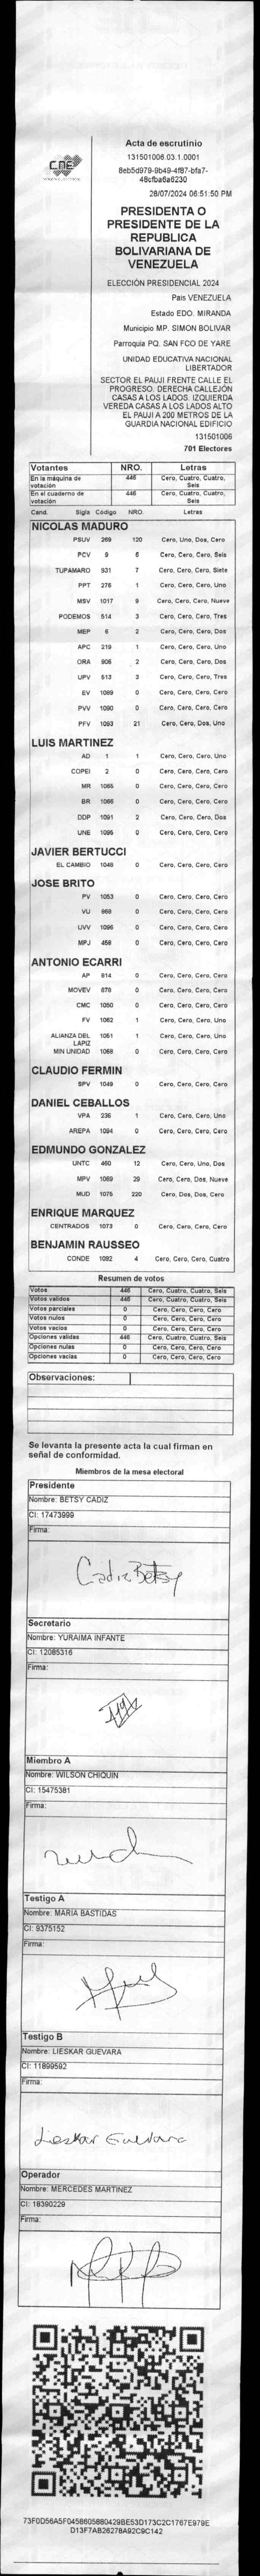 CNE
Acta de escrutinio
131501006.03.1.0001
8eb5d979-9b49-4f87-bfa7-
48cfba6a6230
28/07/2024 06:51:50 PM
PRESIDENTA O
PRESIDENTE DE LA
REPUBLICA
BOLIVARIANA DE
VENEZUELA
ELECCIÓN PRESIDENCIAL 2024
Pais VENEZUELA
Estado EDO. MIRANDA
Municipio MP. SIMON BOLIVAR
Parroquia PQ. SAN FCO DE YARE
UNIDAD EDUCATIVA NACIONAL
LIBERTADOR
SECTOR EL PAUJI FRENTE CALLE EL
PROGRESO. DERECHA CALLEJÓN
CASAS A LOS LADOS. IZQUIERDA
VEREDA CASAS A LOS LADOS ALTO
EL PAUJI A 200 METROS DE LA
GUARDIA NACIONAL EDIFICIO
131501006
701 Electores
Votantes NRO. Letras
En la máquina de votación 446 Cero, Cuatro, Cuatro, Seis
En el cuaderno de votación 446 Cero, Cuatro, Cuatro, Seis
Cand. Sigla Código NRO. Letras
NICOLAS MADURO
PSUV 269 120 Cero, Uno, Dos, Cero
PCV 9 6 Cero, Cero, Cero, Seis
TUPAMARO 931 7 Cero, Cero, Cero, Siete
PPT 276 1 Cero, Cero, Cero, Uno
MSV 1017 9 Cero, Cero, Cero, Nueve
PODEMOS 514 3 Cero, Cero, Cero, Tres
MEP 6 2 Cero, Cero, Cero, Dos
APC 219 1 Cero, Cero, Cero, Uno
ORA 906 2 Cero, Cero, Cero, Dos
UPV 513 3 Cero, Cero, Cero, Tres
EV 1089 0 Cero, Cero, Cero, Cero
PVV 1090 0 Cero, Cero, Cero, Cero
PFV 1093 21 Cero, Cero, Dos, Uno
LUIS MARTINEZ
AD 1 1 Cero, Cero, Cero, Uno
COPEI 2 0 Cero, Cero, Cero, Cero
MR 1065 0 Cero, Cero, Cero, Cero
BR 1066 0 Cero, Cero, Cero, Cero
DDP 1091 2 Cero, Cero, Cero, Dos
UNE 1095 0 Cero, Cero, Cero, Cero
JAVIER BERTUCCI
EL CAMBIO 1048 0 Cero, Cero, Cero, Cero
JOSE BRITO
PV 1053 0 Cero, Cero, Cero, Cero
VU 868 0 Cero, Cero, Cero, Cero
UVV 1096 0 Cero, Cero, Cero, Cero
MPJ 458 0 Cero, Cero, Cero, Cero
ANTONIO ECARRI
AP 814 0 Cero, Cero, Cero, Cero
MOVEV 878 0 Cero, Cero, Cero, Cero
CMC 1050 0 Cero, Cero, Cero, Cero
FV 1062 1 Cero, Cero, Cero, Uno
ALIANZA DEL LAPIZ 1051 1 Cero, Cero, Cero, Uno
MIN UNIDAD 1068 0 Cero, Cero, Cero, Cero
CLAUDIO FERMIN
SPV 1049 0 Cero, Cero, Cero, Cero
DANIEL CEBALLOS
VPA 236 1 Cero, Cero, Cero, Uno
AREPA 1094 0 Cero, Cero, Cero, Cero
EDMUNDO GONZALEZ
UNTC 460 12 Cero, Cero, Uno, Dos
MPV 1089 29 Cero, Cero, Dos, Nueve
MUD 1075 220 Cero, Dos, Dos, Cero
ENRIQUE MARQUEZ
CENTRADOS 1073 0 Cero, Cero, Cero, Cero
BENJAMIN RAUSSEO
CONDE 1092 4 Cero, Cero, Cero, Cuatro
Resumen de votos
Votos 446 Cero, Cuatro, Cuatro, Seis
Votos validos 446 Cero, Cuatro, Cuatro, Seis
Votos parciales 0 Cero, Cero, Cero, Cero
Votos nulos 0 Cero, Cero, Cero, Cero
Votos vacios 0 Cero, Cero, Cero, Cero
Opciones validas 446 Cero, Cuatro, Cuatro, Seis
Opciones nulas 0 Cero, Cero, Cero, Cero
Opciones vacias 0 Cero, Cero, Cero, Cero
Observaciones:
Se levanta la presente acta la cual firman en
señal de conformidad.
Miembros de la mesa electoral
Presidente
Nombre: BETSY CADIZ
CI: 17473999
Firma:
Cadiz Betsy
Secretario
Nombre: YURAIMA INFANTE
CI: 12085316
Firma:
Miembro A
Nombre: WILSON CHIQUIN
CI: 15475381
Firma:
Testigo A
Nombre: MARIA BASTIDAS
CI: 9375152
Firma:
Testigo B
Nombre: LIESKAR GUEVARA
CI: 11899592
Firma:
Lieskar Guevara
Operador
Nombre: MERCEDES MARTINEZ
CI: 18390229
Firma:
73F0D56A5F0458605880429BE53D173C2C1767E979E
D13F7AB26278A92C9C142